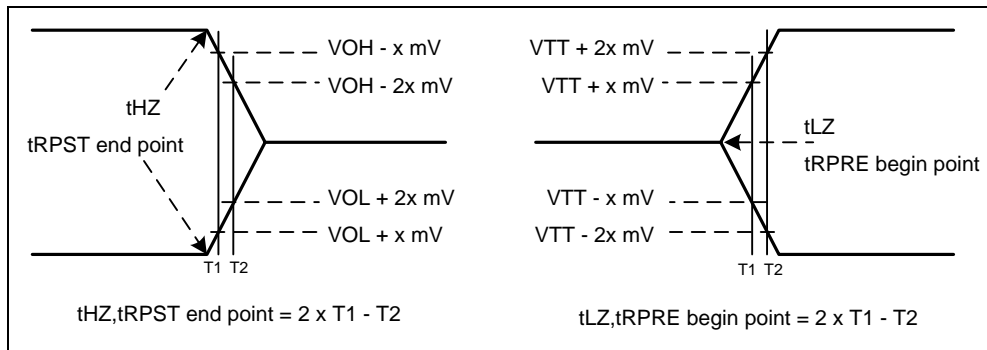 VOH - x mV
VOH - 2x mV
tHZ
tRPST end point
VOL + 2x mV
VOL + x mV
T1 T2
tHZ,tRPST end point = 2 x T1 - T2
VTT + 2x mV
VTT + x mV
tLZ
tRPRE begin point
VTT - x mV
VTT - 2x mV
T1 T2
tLZ,tRPRE begin point = 2 x T1 - T2